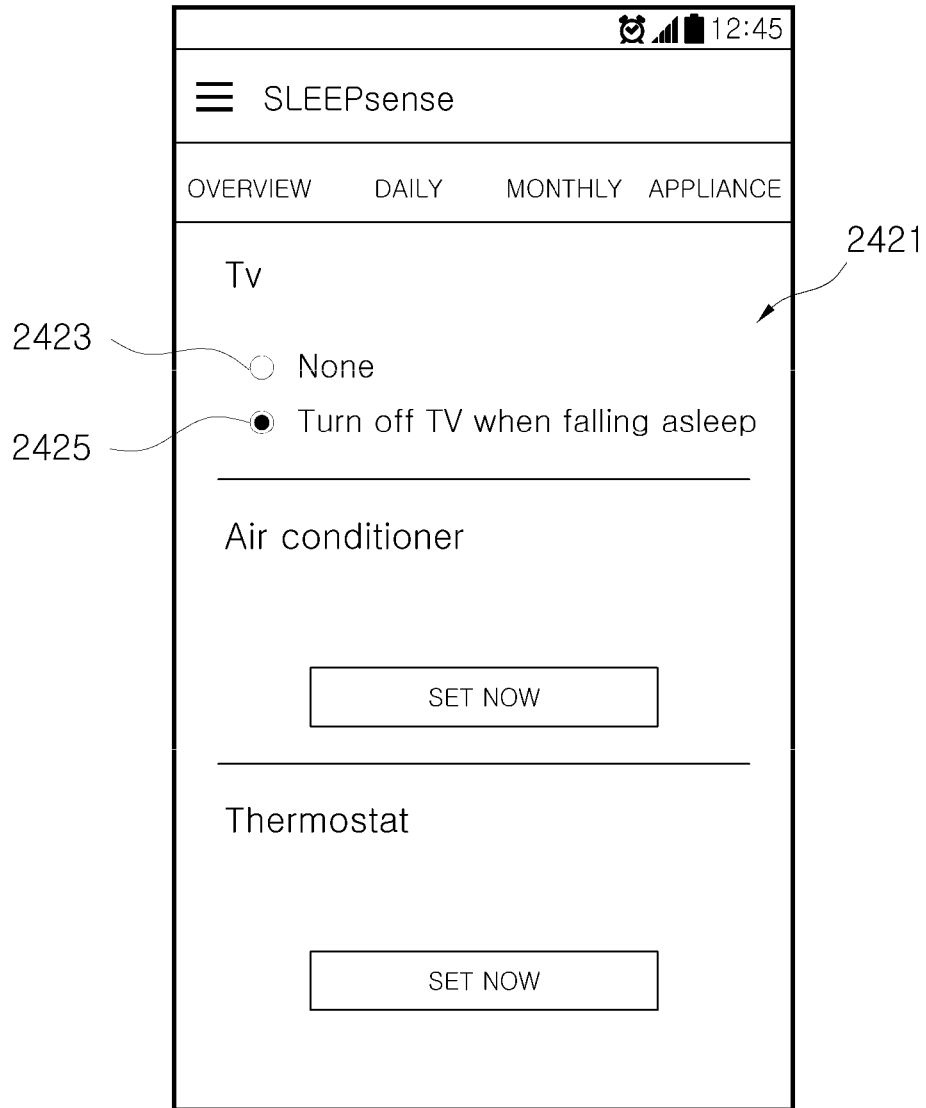 12:45
SLEEPsense
OVERVIEW DAILY MONTHLY APPLIANCE
2421
Tv
2423
None
Turn off TV when falling asleep
2425
Air conditioner
SET NOW
Thermostat
SET NOW